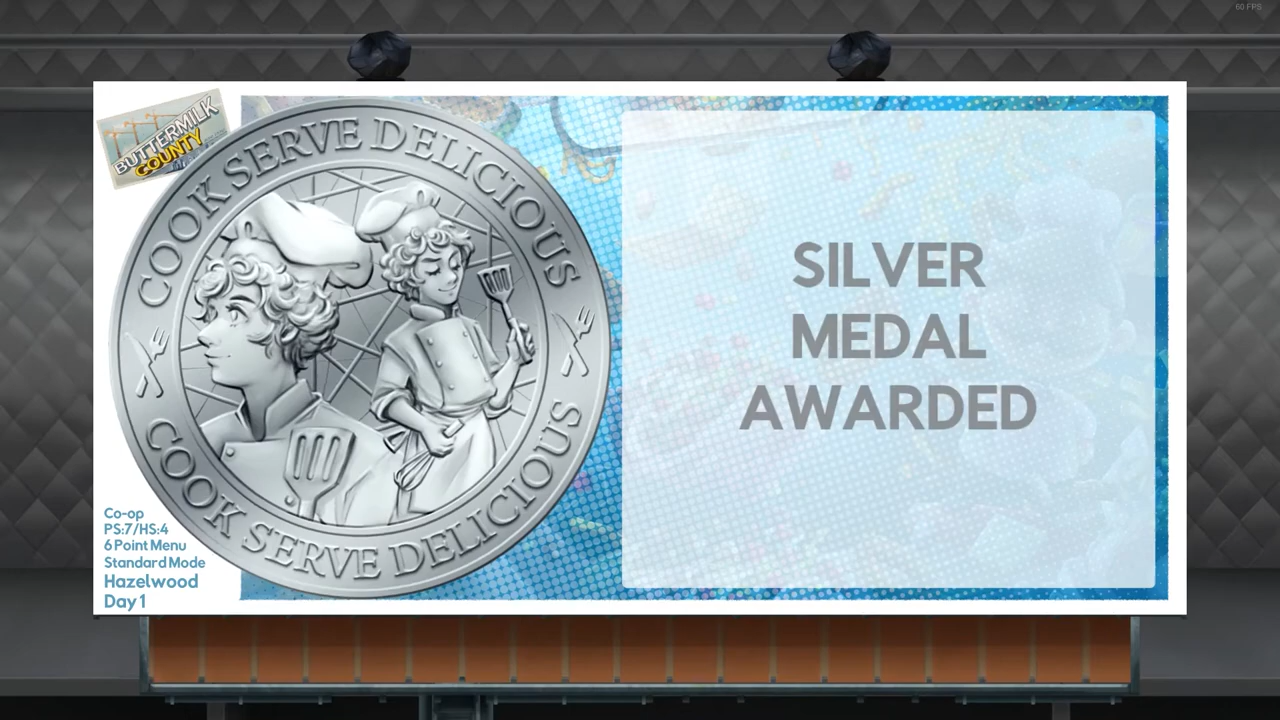 60 FPS
BUTTERMILK
COUNTY
COOK SERVE DELICIOUS
COOK SERVE DELICIOUS
SILVER
MEDAL
AWARDED
Co-op
PS:7/HS:4
6 Point Menu
Standard Mode
Hazelwood
Day 1